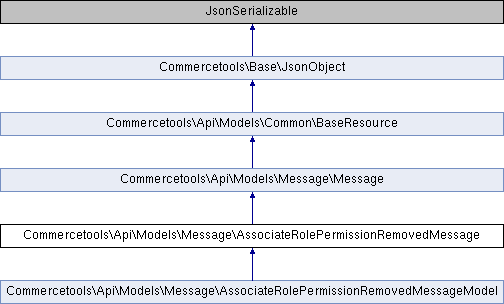 JsonSerializable
Commercetools\Base\JsonObject
Commercetools\Api\Models\Common\BaseResource
Commercetools\Api\Models\Message\Message
Commercetools\Api\Models\Message\AssociateRolePermissionRemovedMessage
Commercetools\Api\Models\Message\AssociateRolePermissionRemovedMessageModel